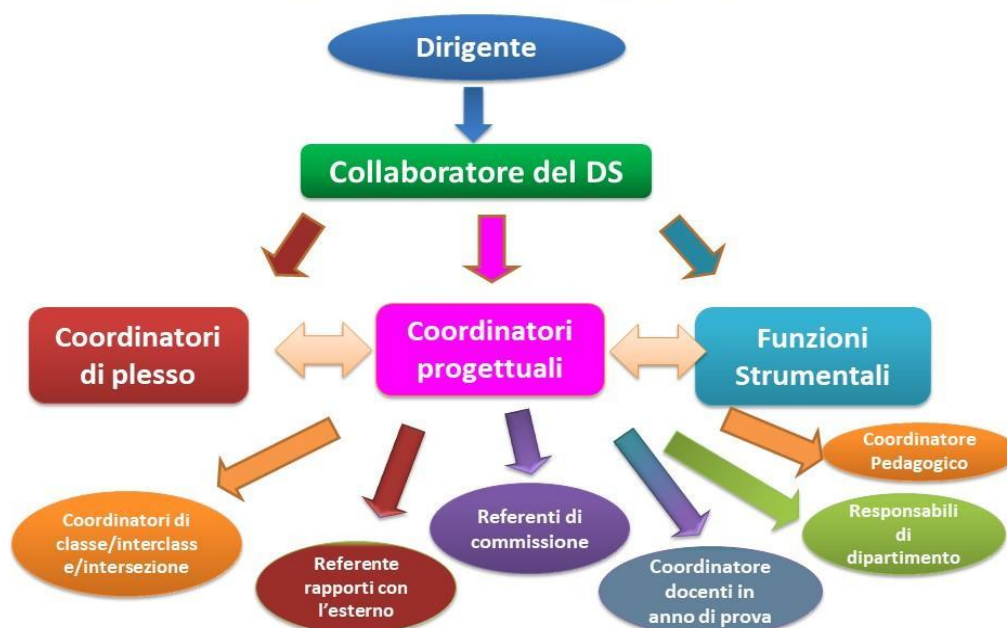 Dirigente
Collaboratore del DS
Coordinatori
di plesso
Coordinatori
progettuali
Funzioni
Strumentali
Coordinatore
Pedagogico
Coordinatori di
classe/interclass
e/intersezione
Referente
rapporti con
l’esterno
Referenti di
commissione
Coordinatore
docenti in
anno di prova
Responsabili
di
dipartimento